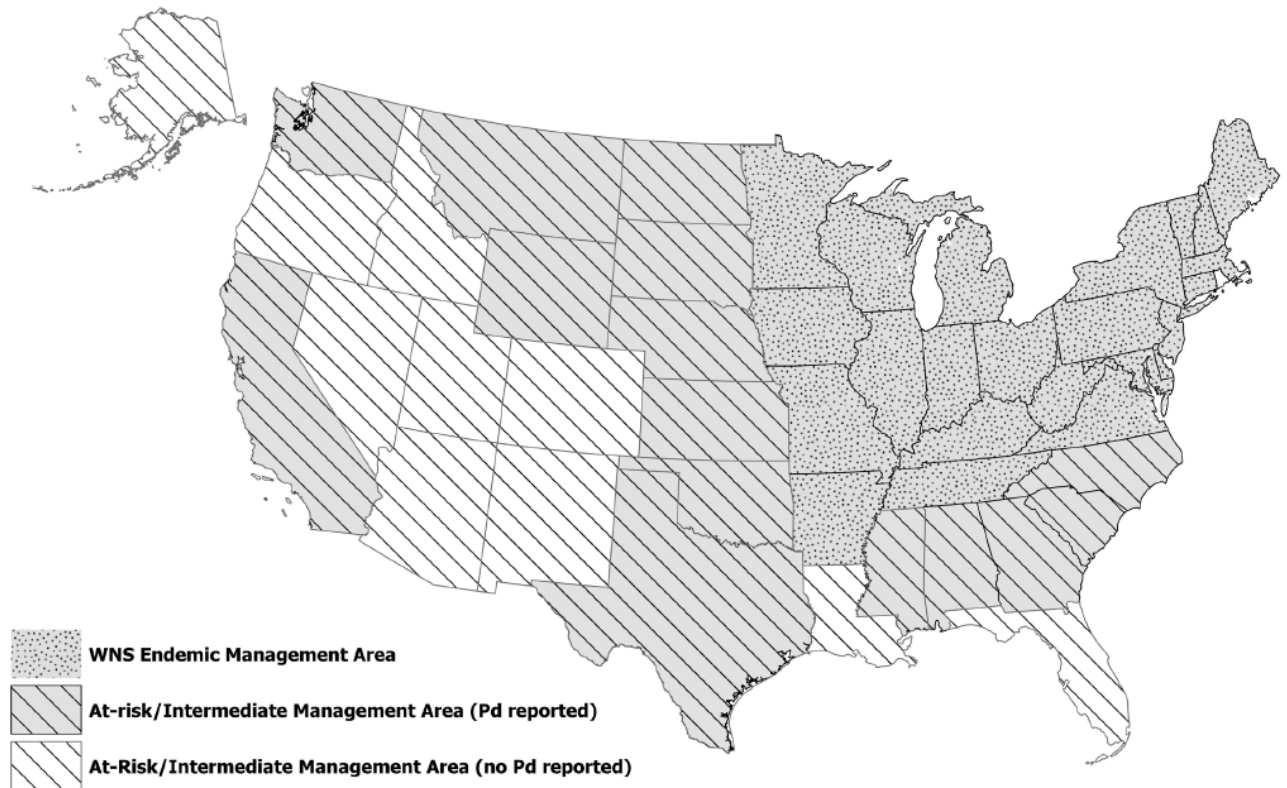 WNS Endemic Management Area
At-risk/Intermediate Management Area (Pd reported)
At-Risk/Intermediate Management Area (no Pd reported)